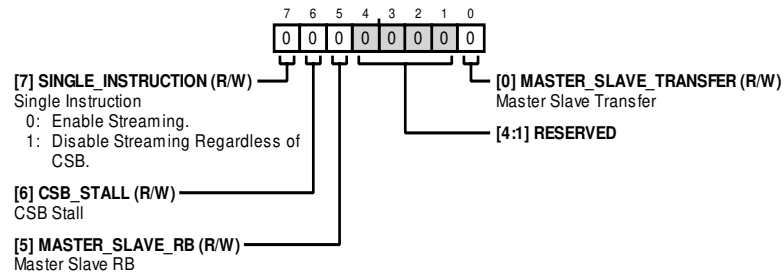 7 6 5 4 3 2 1 0
0 0 0 0 0 0 0 0
[7] SINGLE_INSTRUCTION (R/W)
Single Instruction
0: Enable Streaming.
1: Disable Streaming Regardless of
CSB.
[6] CSB_STALL (R/W)
CSB Stall
[5] MASTER_SLAVE_RB (R/W)
Master Slave RB
[0] MASTER_SLAVE_TRANSFER (R/W)
Master Slave Transfer
[4:1] RESERVED